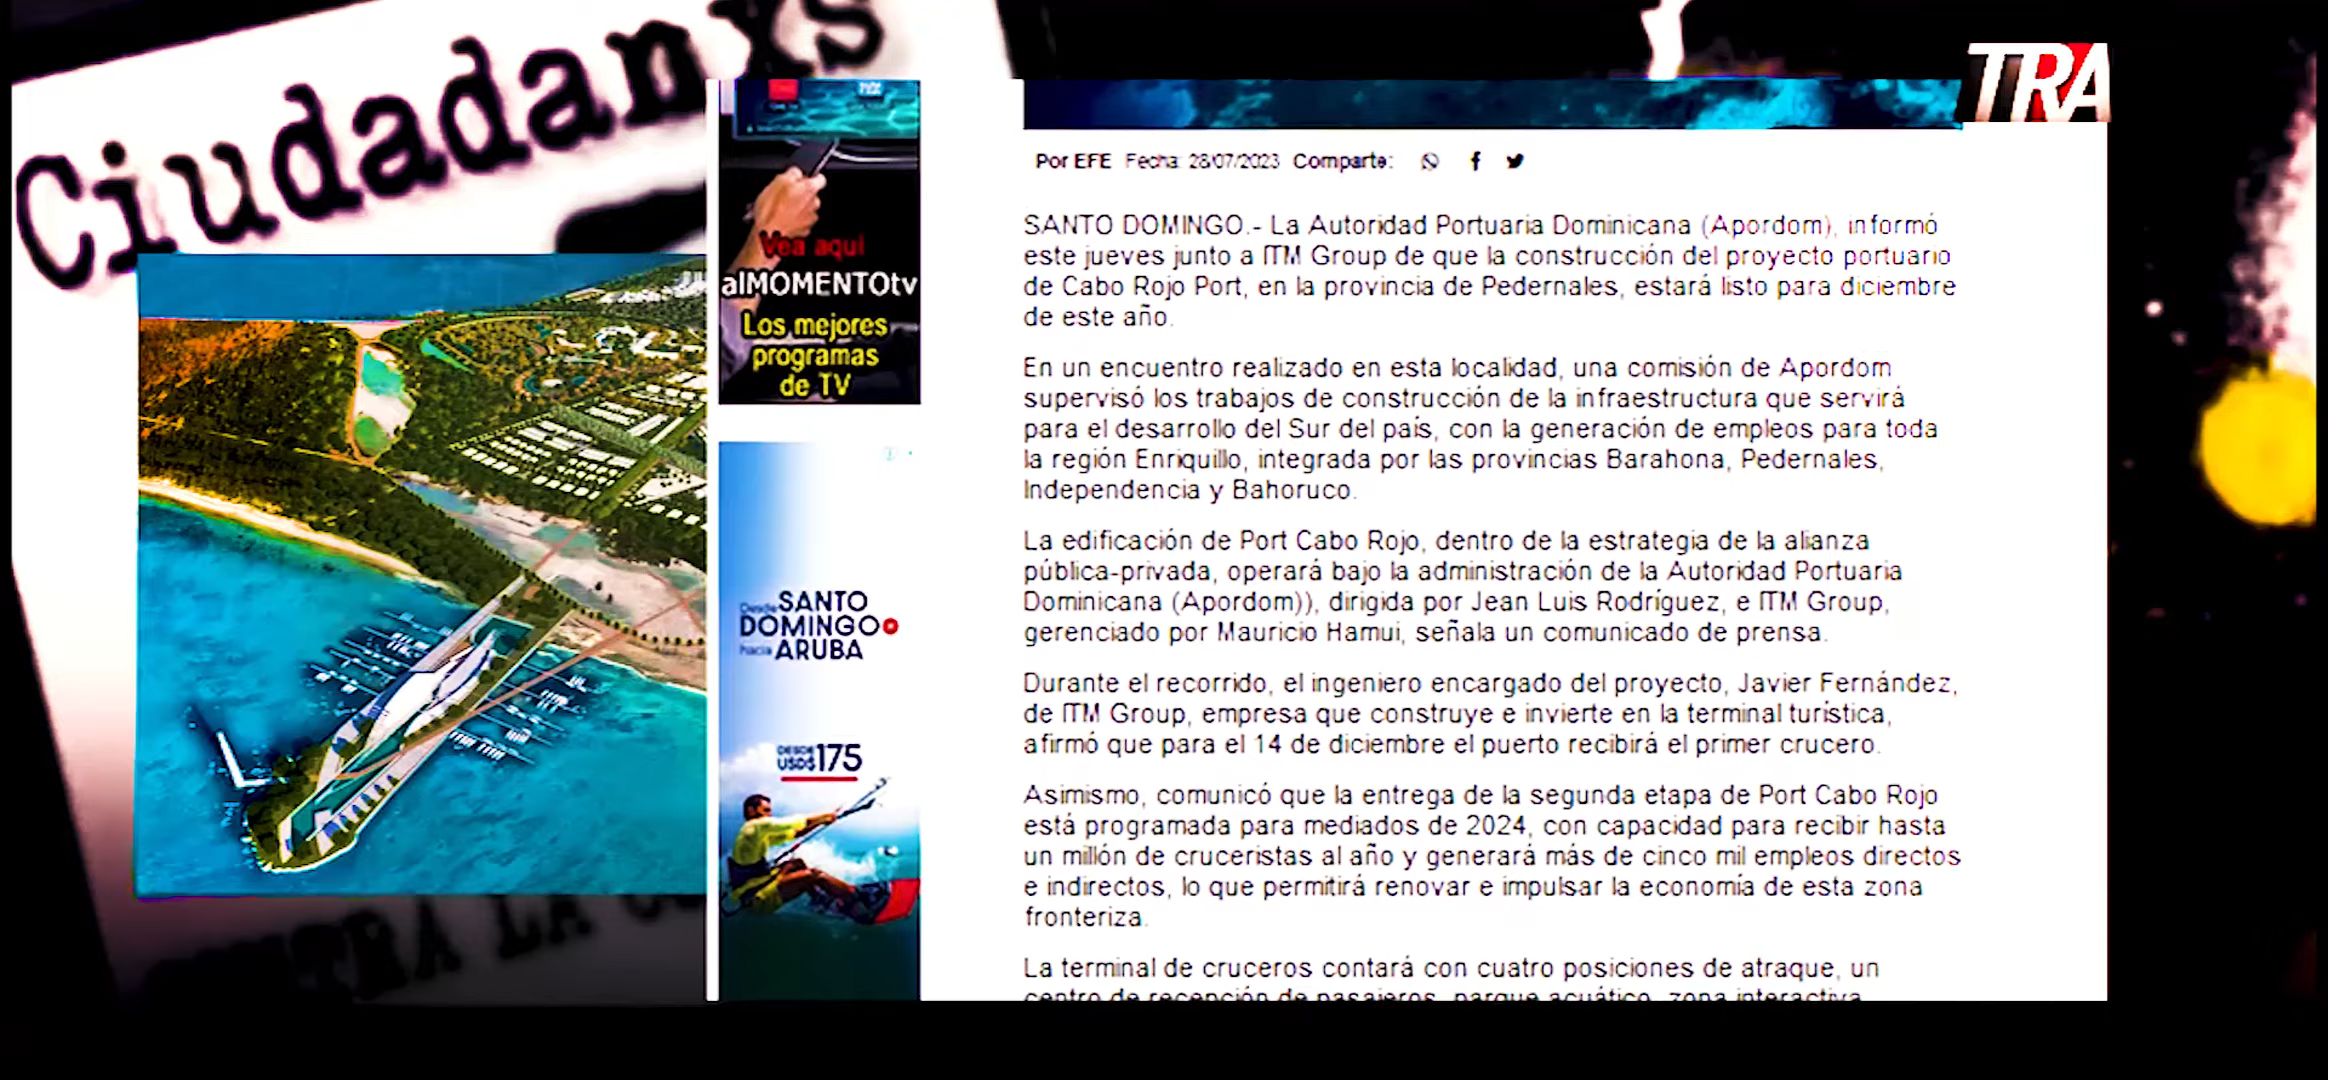 Ciudadanxs
TRA
Vea aqui
alMOMENTOtv
Los mejores
programas
de TV
Desde SANTO
DOMINGO
hacia ARUBA
DESDE
USD$ 175
Por EFE Fecha: 28/07/2023 Comparte:
SANTO DOMINGO.- La Autoridad Portuaria Dominicana (Apordom), informó
este jueves junto a ITM Group de que la construcción del proyecto portuario
de Cabo Rojo Port, en la provincia de Pedernales, estará listo para diciembre
de este año.
En un encuentro realizado en esta localidad, una comisión de Apordom
supervisó los trabajos de construcción de la infraestructura que servirá
para el desarrollo del Sur del país, con la generación de empleos para toda
la región Enriquillo, integrada por las provincias Barahona, Pedernales,
Independencia y Bahoruco.
La edificación de Port Cabo Rojo, dentro de la estrategia de la alianza
pública-privada, operará bajo la administración de la Autoridad Portuaria
Dominicana (Apordom)), dirigida por Jean Luis Rodríguez, e ITM Group,
gerenciado por Mauricio Hamui, señala un comunicado de prensa.
Durante el recorrido, el ingeniero encargado del proyecto, Javier Fernández,
de ITM Group, empresa que construye e invierte en la terminal turística,
afirmó que para el 14 de diciembre el puerto recibirá el primer crucero.
Asimismo, comunicó que la entrega de la segunda etapa de Port Cabo Rojo
está programada para mediados de 2024, con capacidad para recibir hasta
un millón de cruceristas al año y generará más de cinco mil empleos directos
e indirectos, lo que permitirá renovar e impulsar la economía de esta zona
fronteriza.
La terminal de cruceros contará con cuatro posiciones de atraque, un
centro de recepción de pasajeros, parque acuático, zona interactiva,
LA